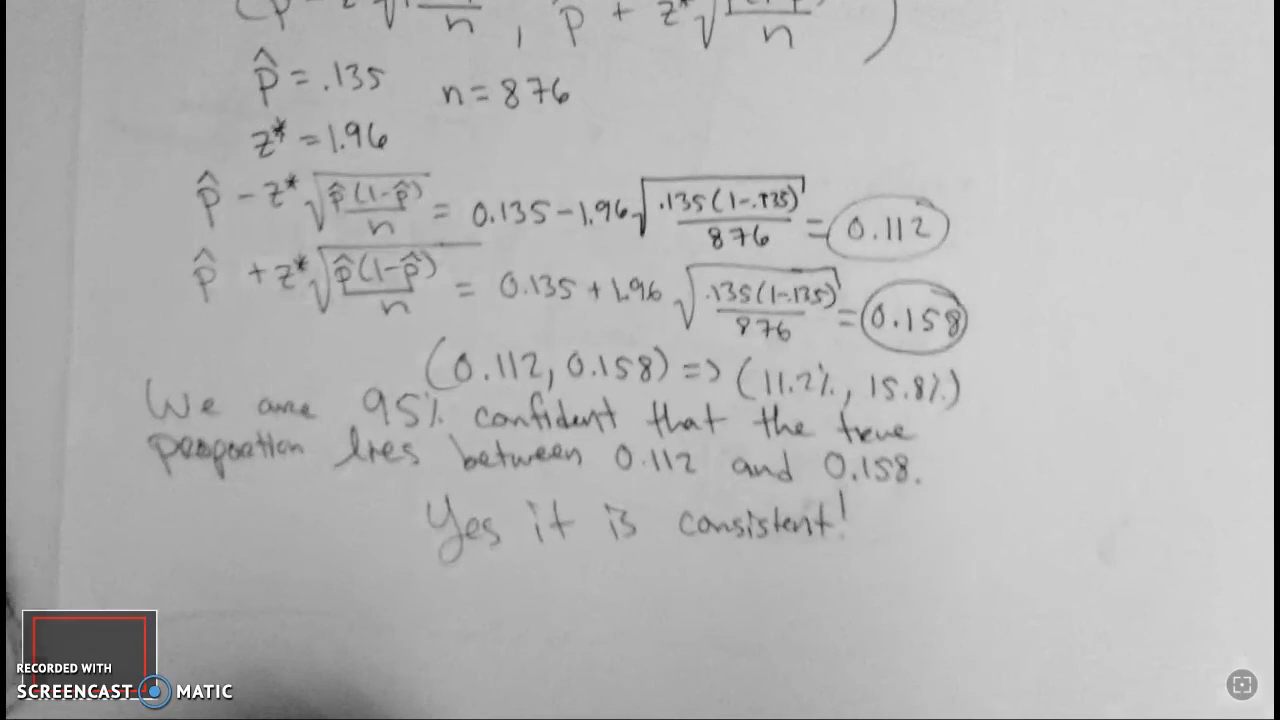 (p̂ - z*√ n , p̂ + z*√ n )
p̂ = .135 n = 876
z* = 1.96
p̂ - z*√p̂(1-p̂)/n = 0.135 - 1.96√.135(1-.135)/876 = 0.112
p̂ + z*√p̂(1-p̂)/n = 0.135 + 1.96√.135(1-.135)/876 = 0.158
(0.112, 0.158) => (11.2%, 15.8%)
We are 95% confident that the true
proportion lies between 0.112 and 0.158.
Yes it is consistent!
RECORDED WITH
SCREENCAST MATIC